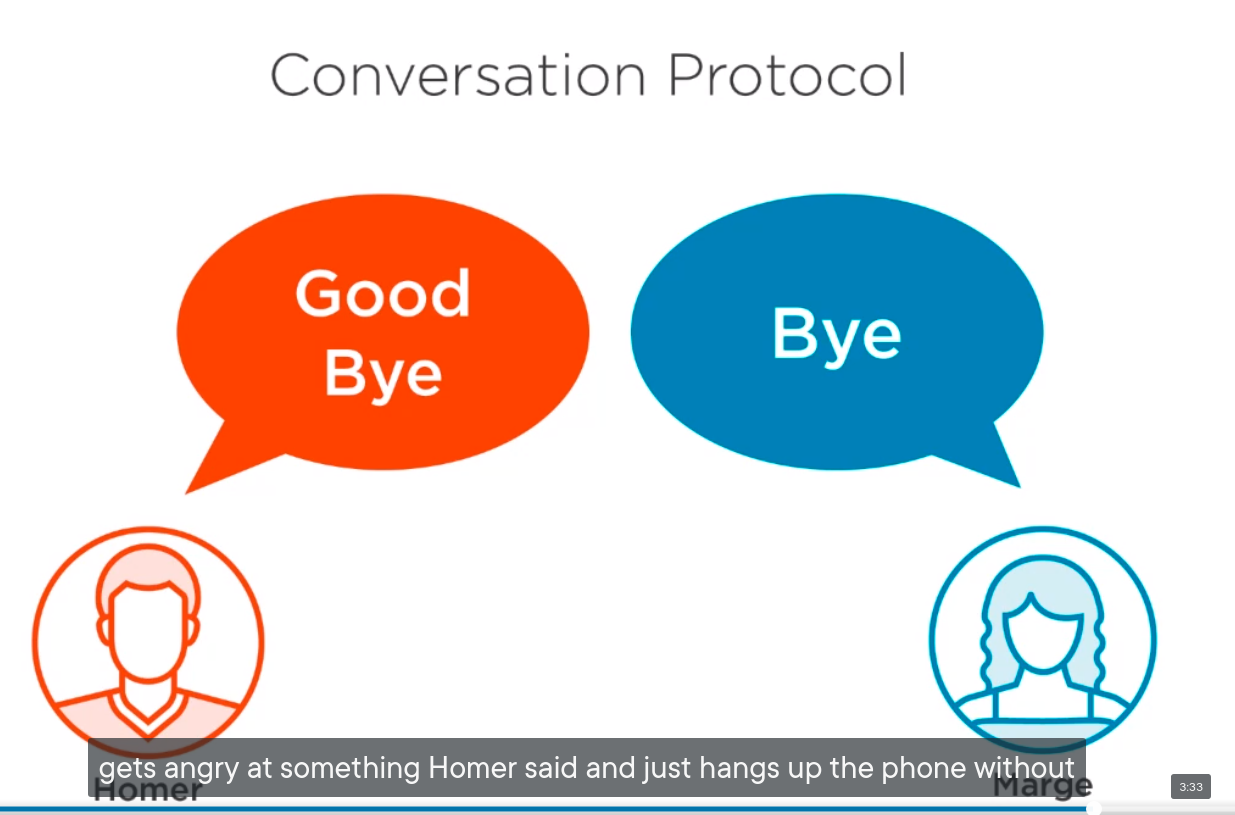 Conversation Protocol
Good
Bye
Bye
gets angry at something Homer said and just hangs up the phone without
Homer
Marge
3:33